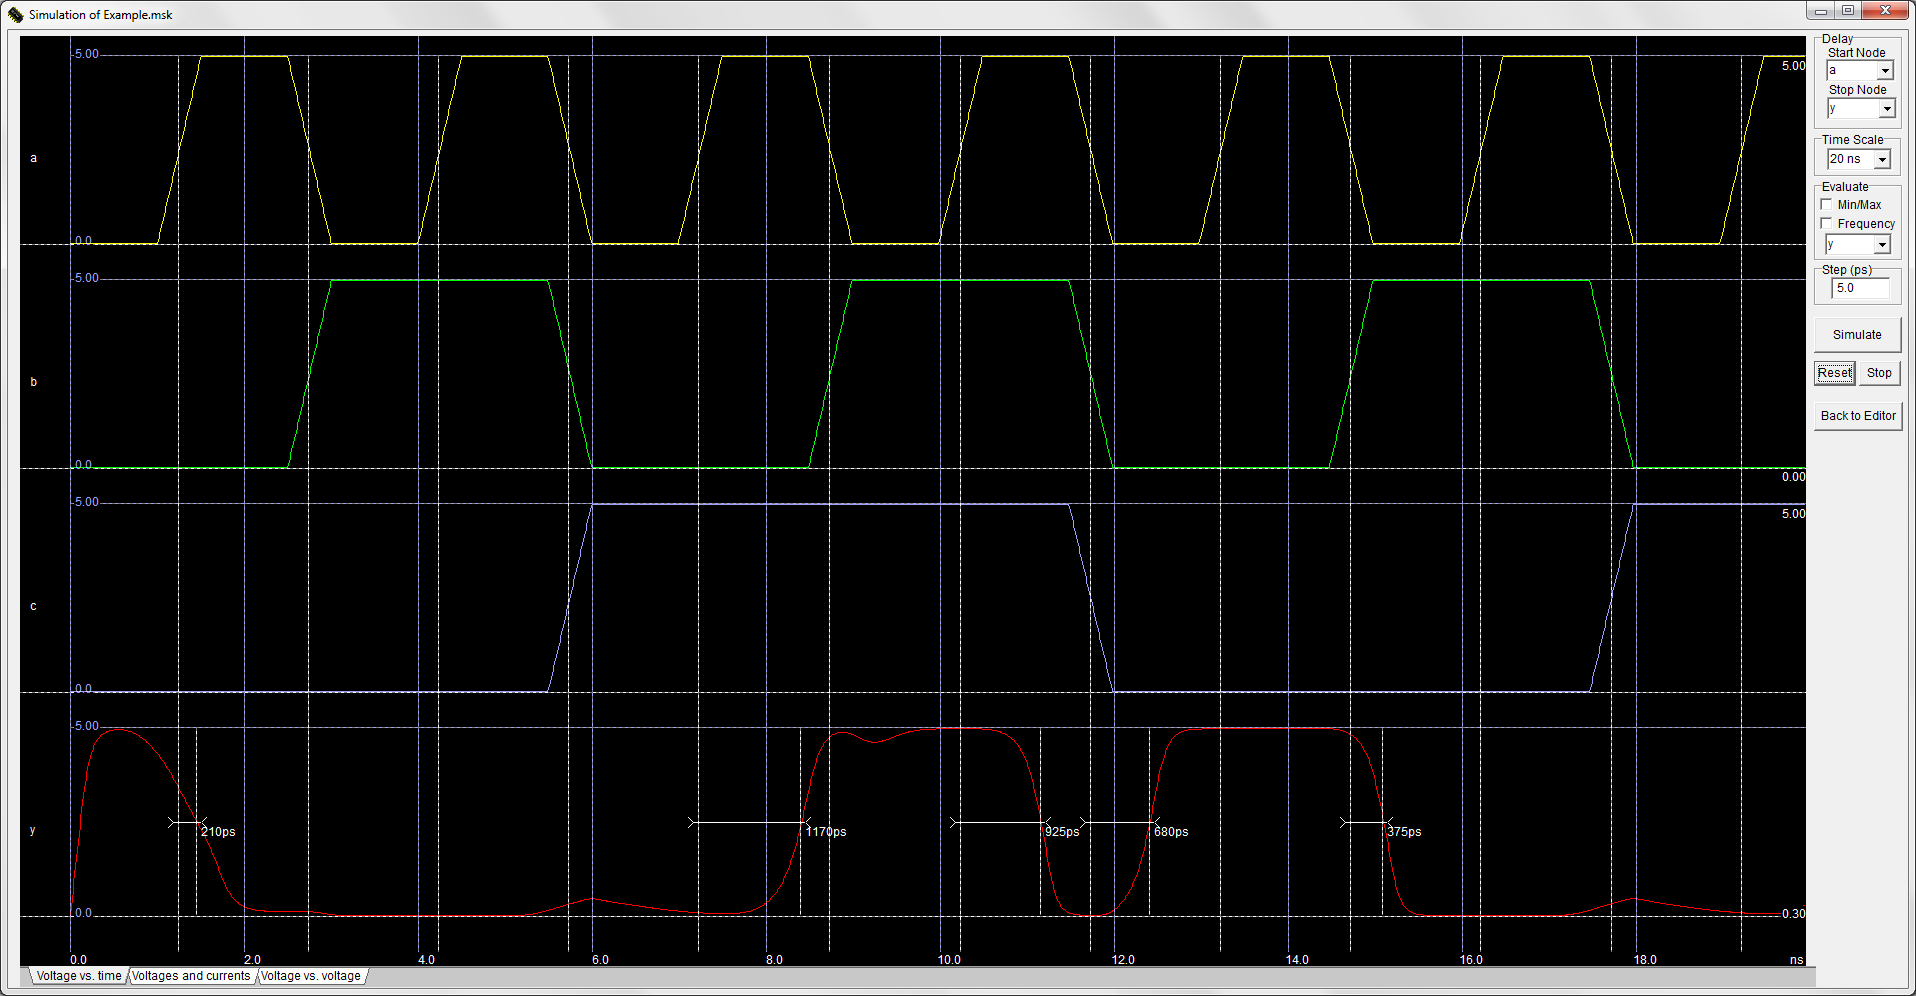 Simulation of Example.msk
5.00
5.00
a
0.0
5.00
b
0.0
0.00
5.00
5.00
c
0.0
5.00
y
210ps
1170ps
925ps
680ps
375ps
0.0
0.30
0.0 2.0 4.0 6.0 8.0 10.0 12.0 14.0 16.0 18.0 ns
Voltage vs. time Voltages and currents Voltage vs. voltage
Delay
Start Node
a
Stop Node
y
Time Scale
20 ns
Evaluate
Min/Max
Frequency
y
Step (ps)
5.0
Simulate
Reset Stop
Back to Editor